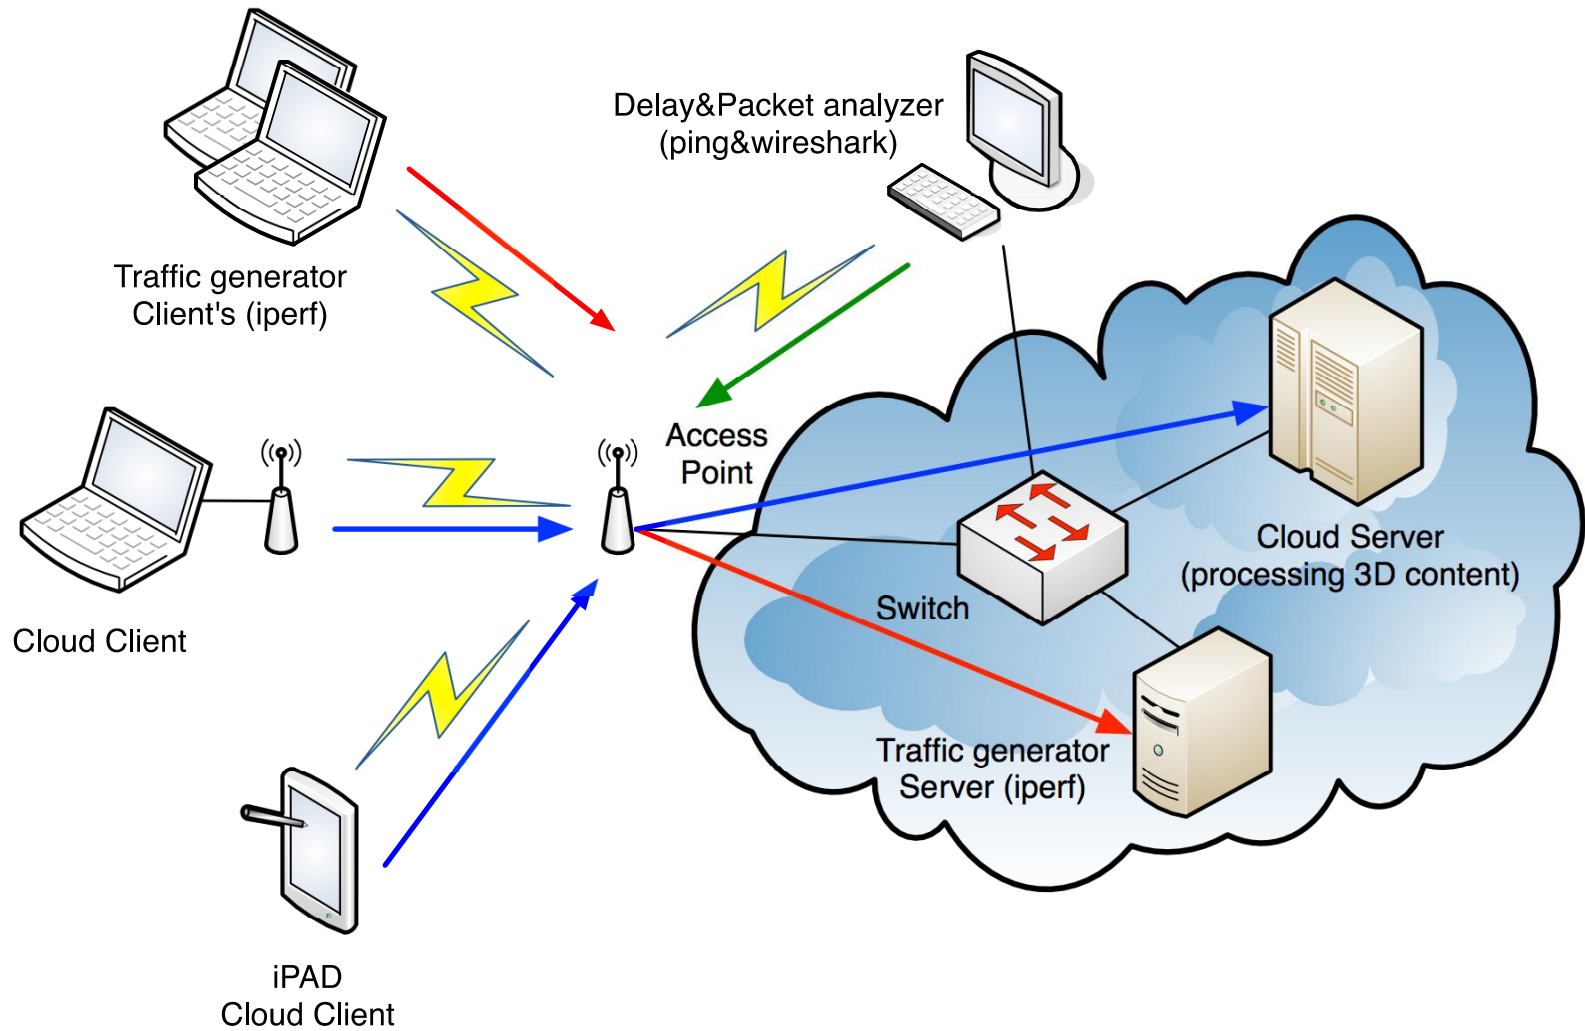 Delay&Packet analyzer
(ping&wireshark)
Traffic generator
Client's (iperf)
Access
Point
Cloud Server
(processing 3D content)
Switch
Cloud Client
Traffic generator
Server (iperf)
iPAD
Cloud Client